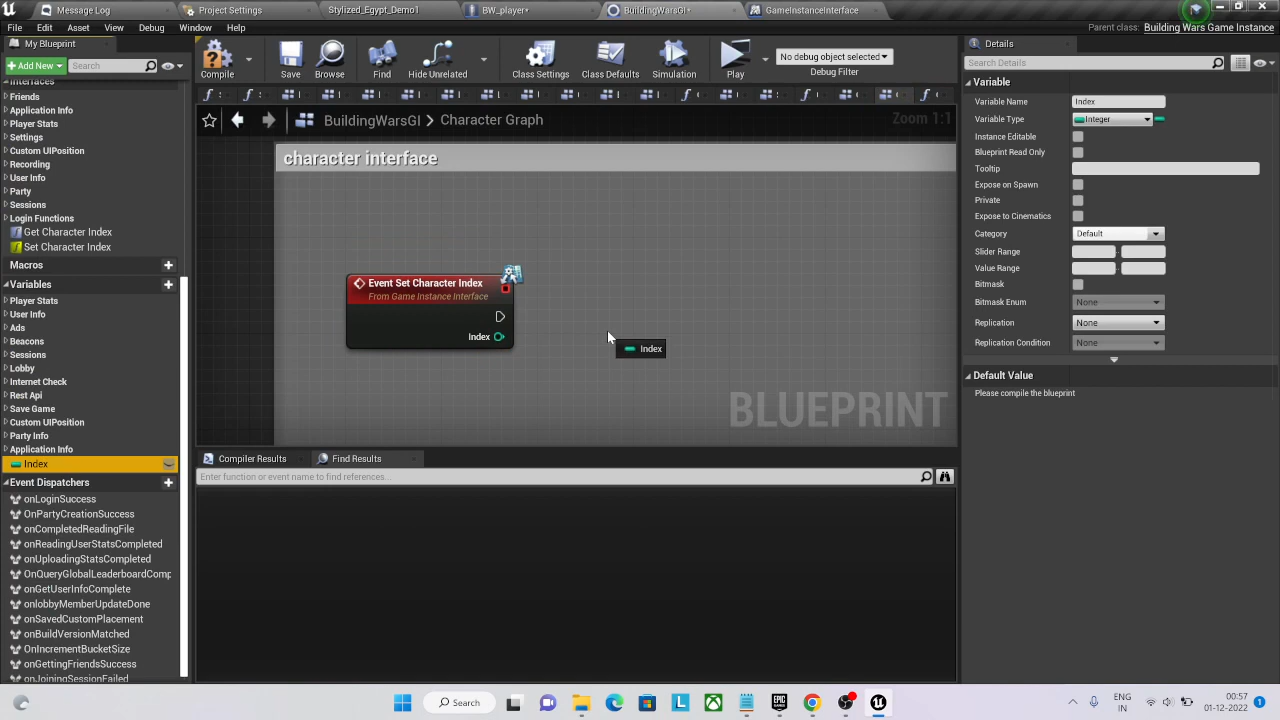 Message Log
Project Settings
Stylized_Egypt_Demo1
BW_player*
BuildingWarsGI*
GameInstanceInterface
File Edit Asset View Debug Window Help
Parent class: Building Wars Game Instance
My Blueprint
Add New
Search
Compile
Save
Browse
Find
Hide Unrelated
Class Settings
Class Defaults
Simulation
Play
No debug object selected
Debug Filter
Interfaces
Friends
Application Info
Player Stats
Settings
Custom UIPosition
Recording
User Info
Party
Sessions
Login Functions
Get Character Index
Set Character Index
Macros
Variables
Player Stats
User Info
Ads
Beacons
Sessions
Lobby
Internet Check
Rest Api
Save Game
Custom UIPosition
Party Info
Application Info
Index
Event Dispatchers
onLoginSuccess
OnPartyCreationSuccess
onCompletedReadingFile
onReadingUserStatsCompleted
onUploadingStatsCompleted
OnQueryGlobalLeaderboardComp
onGetUserInfoComplete
onlobbyMemberUpdateDone
onSavedCustomPlacement
onBuildVersionMatched
OnIncrementBucketSize
onGettingFriendsSuccess
onJoiningSessionFailed
BuildingWarsGI > Character Graph
Zoom 1:1
character interface
Event Set Character Index
From Game Instance Interface
Index
Index
BLUEPRINT
Compiler Results
Find Results
Enter function or event name to find references...
Details
Search Details
Variable
Variable Name Index
Variable Type Integer
Instance Editable
Blueprint Read Only
Tooltip
Expose on Spawn
Private
Expose to Cinematics
Category Default
Slider Range
Value Range
Bitmask
Bitmask Enum None
Replication None
Replication Condition None
Default Value
Please compile the blueprint
Search
ENG
IN
00:57
01-12-2022